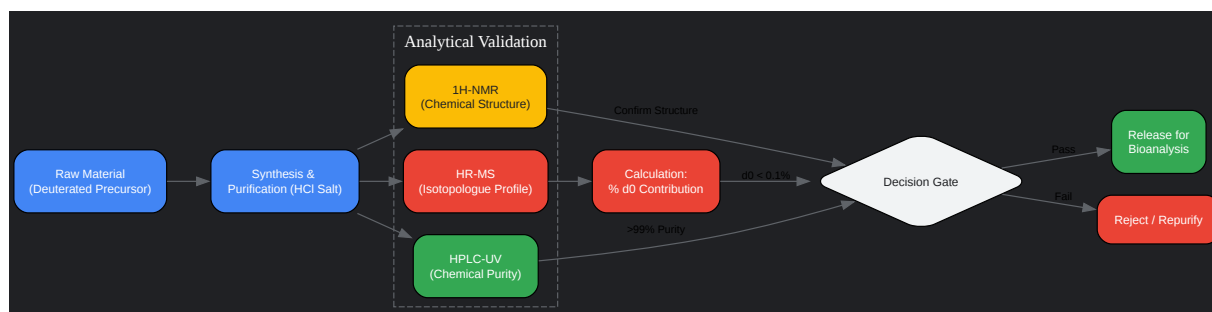 Analytical Validation
1H-NMR
(Chemical Structure)
Confirm Structure
Raw Material
(Deuterated Precursor)
Synthesis &
Purification (HCl Salt)
HR-MS
(Isotopologue Profile)
Calculation:
% d0 Contribution
d0 < 0.1%
HPLC-UV
(Chemical Purity)
>99% Purity
Decision Gate
Pass
Release for
Bioanalysis
Fail
Reject / Repurify